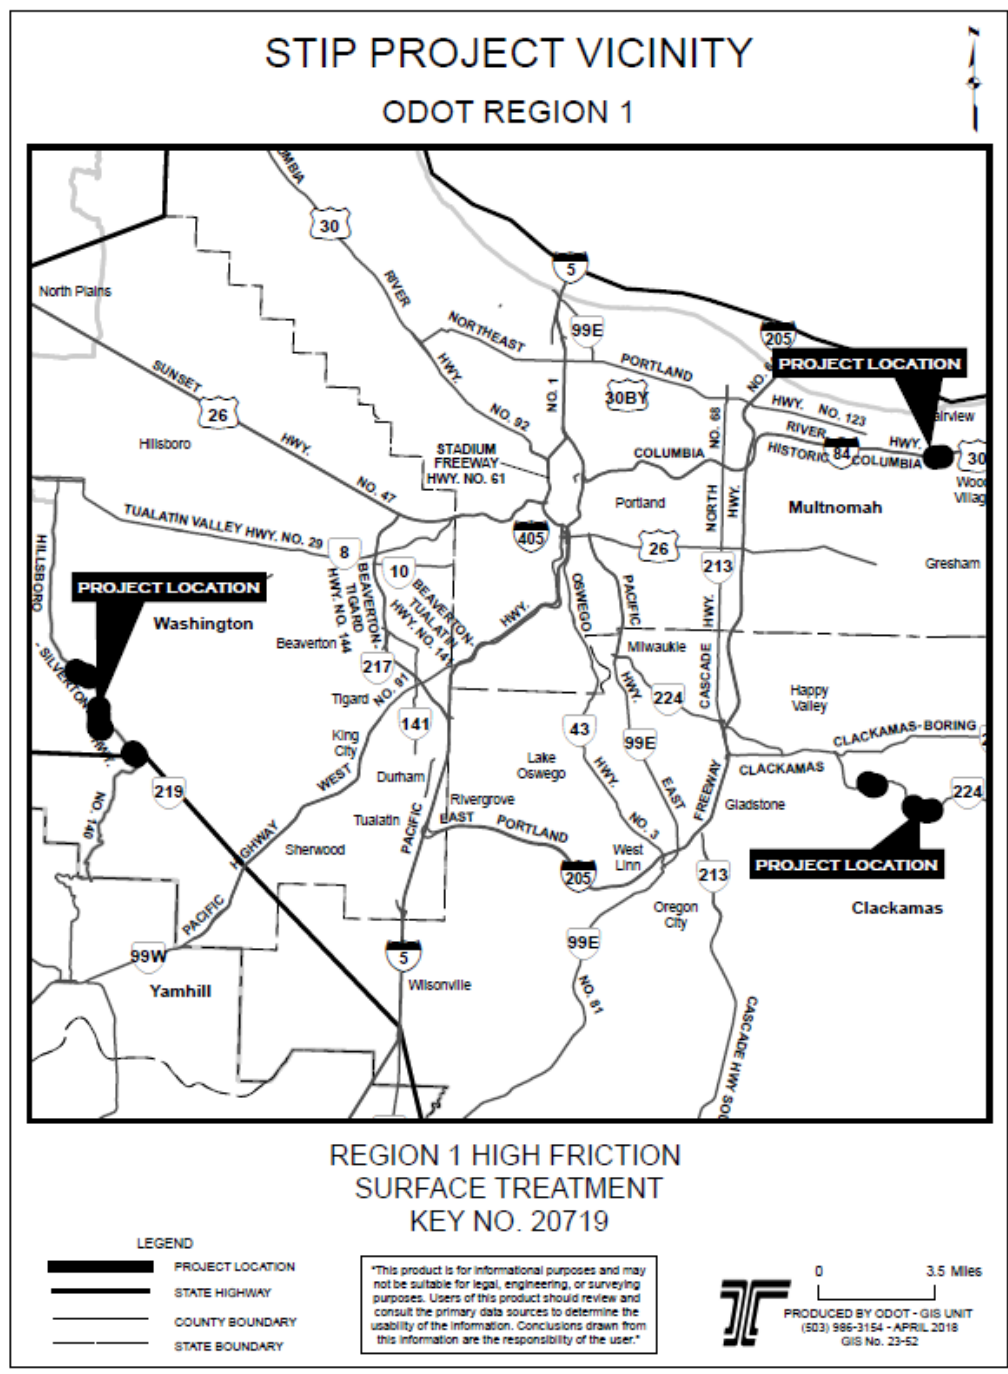 STIP PROJECT VICINITY
ODOT REGION 1
N
OMBIA
30
5
North Plains
RIVER
99E
205
NORTHEAST
PORTLAND
PROJECT LOCATION
SUNSET
HWY.
NO. 1
30BY
NO. 6
26
NO. 92
NO. 68
HWY. NO. 123
airview
Hillsboro
HWY.
RIVER
HWY.
STADIUM
FREEWAY
HWY. NO. 61
COLUMBIA
HISTORIC
84
COLUMBIA
30
NO. 47
Portland
NORTH
HWY.
Multnomah
Wood
Villag
TUALATIN VALLEY HWY. NO. 29
8
405
26
213
Gresham
HILLSBORO
10
PROJECT LOCATION
BEAVERTON-
TIGARD
HWY. NO. 144
BEAVERTON-
TUALATIN
HWY. NO. 141
HWY.
OSWEGO
PACIFIC
HWY.
Washington
Beaverton
Milwaukie
217
CASCADE
- SILVERTON
HWY.
Tigard
NO. 91
HWY.
224
Happy
Valley
141
43
King
City
99E
CLACKAMAS-BORING
WEST
Lake
Oswego
HWY.
EAST
FREEWAY
CLACKAMAS
219
Durham
224
NO. 140
Rivergrove
Gladstone
Tualatin
PACIFIC
EAST
PORTLAND
NO. 3
HIGHWAY
Sherwood
West
Linn
PROJECT LOCATION
205
213
PACIFIC
Oregon
City
Clackamas
99W
5
99E
Yamhill
Wilsonville
NO. 81
CASCADE HWY SO
REGION 1 HIGH FRICTION
SURFACE TREATMENT
KEY NO. 20719
LEGEND
PROJECT LOCATION
STATE HIGHWAY
COUNTY BOUNDARY
STATE BOUNDARY
"This product is for informational purposes and may
not be suitable for legal, engineering, or surveying
purposes. Users of this product should review and
consult the primary data sources to determine the
usability of the information. Conclusions drawn from
this information are the responsibility of the user."
0 3.5 Miles
PRODUCED BY ODOT - GIS UNIT
(503) 986-3154 - APRIL 2018
GIS No. 23-52